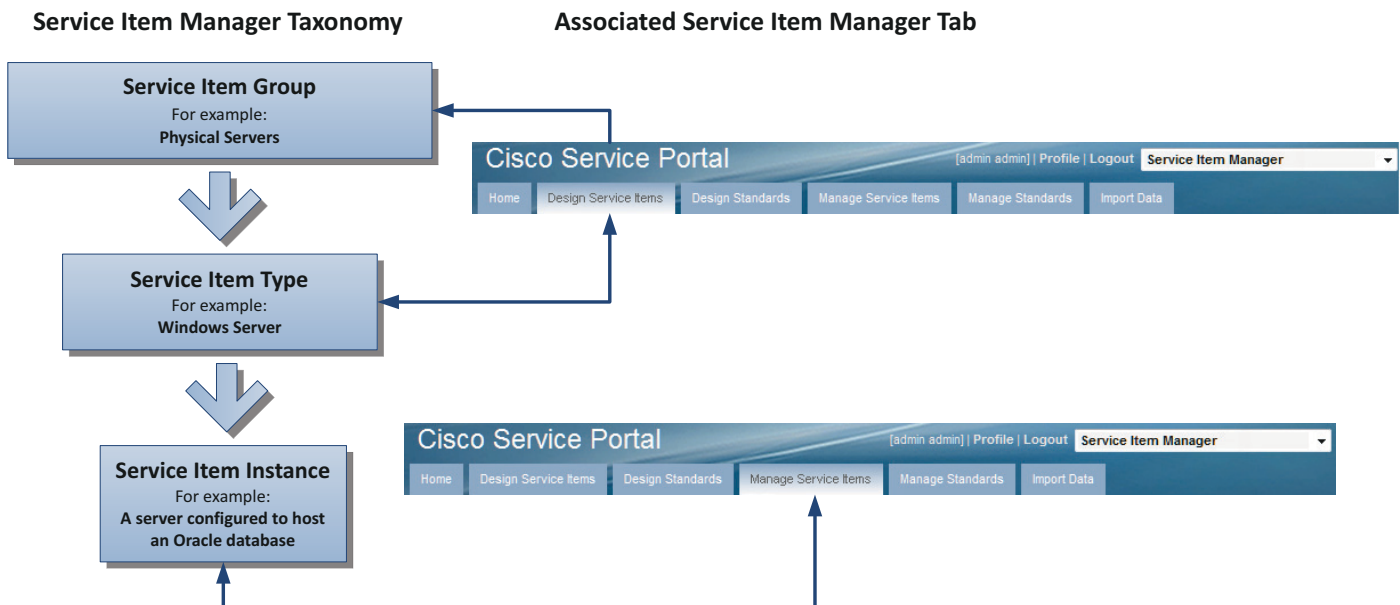 Service Item Manager Taxonomy
Associated Service Item Manager Tab
Service Item Group
For example:
Physical Servers
Cisco Service Portal
[admin admin] | Profile | Logout
Service Item Manager
Home
Design Service Items
Design Standards
Manage Service Items
Manage Standards
Import Data
Service Item Type
For example:
Windows Server
Cisco Service Portal
[admin admin] | Profile | Logout
Service Item Manager
Home
Design Service Items
Design Standards
Manage Service Items
Manage Standards
Import Data
Service Item Instance
For example:
A server configured to host
an Oracle database